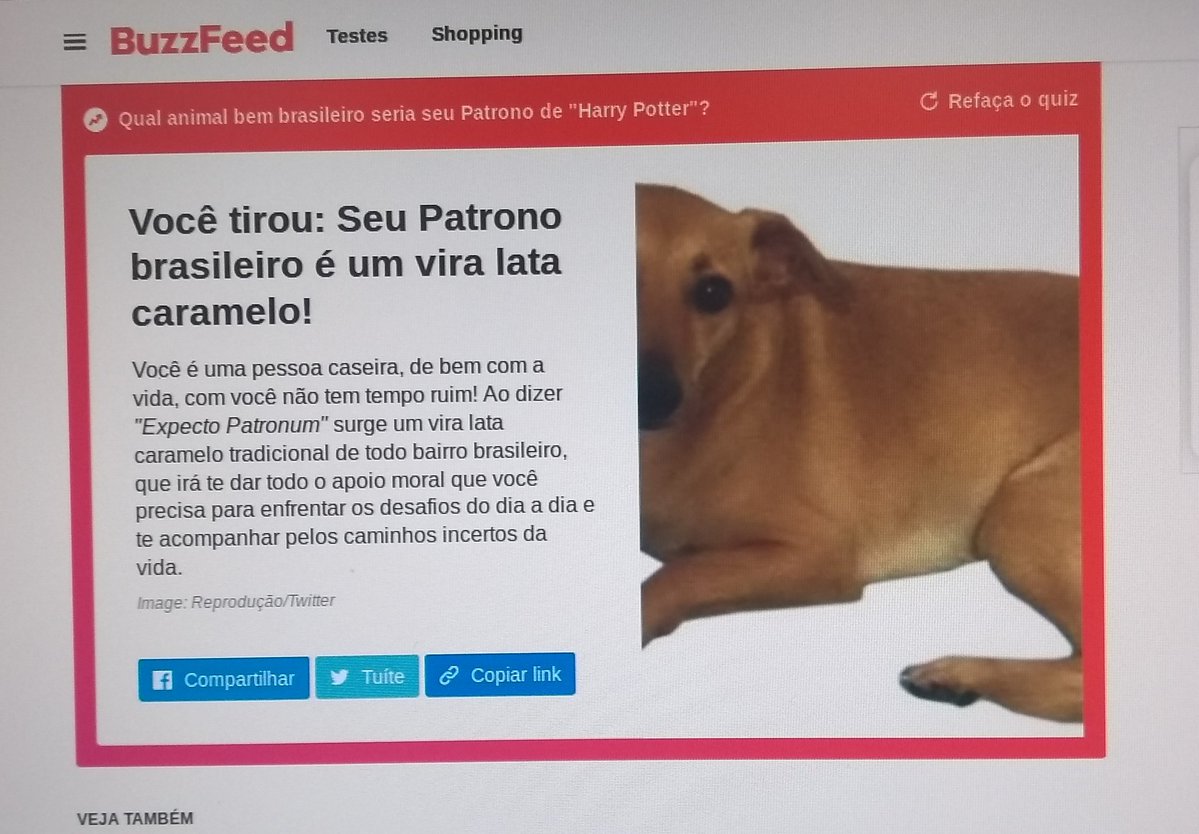 BuzzFeed Testes Shopping
Qual animal bem brasileiro seria seu Patrono de "Harry Potter"? Refaça o quiz
Você tirou: Seu Patrono
brasileiro é um vira lata
caramelo!
Você é uma pessoa caseira, de bem com a
vida, com você não tem tempo ruim! Ao dizer
"Expecto Patronum" surge um vira lata
caramelo tradicional de todo bairro brasileiro,
que irá te dar todo o apoio moral que você
precisa para enfrentar os desafios do dia a dia e
te acompanhar pelos caminhos incertos da
vida.
Image: Reprodução/Twitter
Compartilhar Tuíte Copiar link
VEJA TAMBÉM